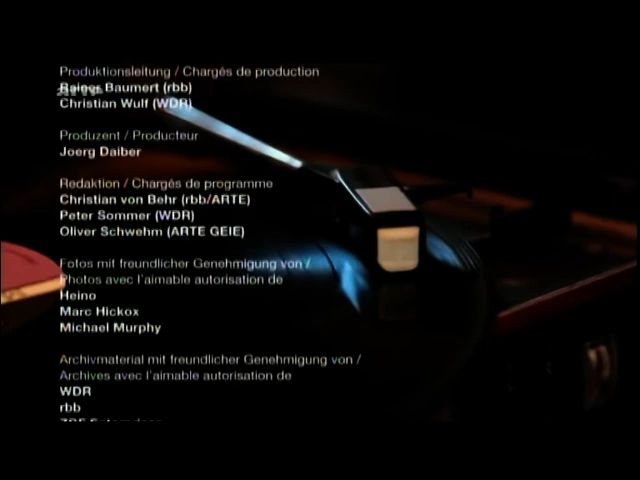 Produktionsleitung / Chargés de production
Rainer Baumert (rbb)
Christian Wulf (WDR)
Produzent / Producteur
Joerg Daiber
Redaktion / Chargés de programme
Christian von Behr (rbb/ARTE)
Peter Sommer (WDR)
Oliver Schwehm (ARTE GEIE)
Fotos mit freundlicher Genehmigung von /
Photos avec l'aimable autorisation de
Heino
Marc Hickox
Michael Murphy
Archivmaterial mit freundlicher Genehmigung von /
Archives avec l'aimable autorisation de
WDR
rbb